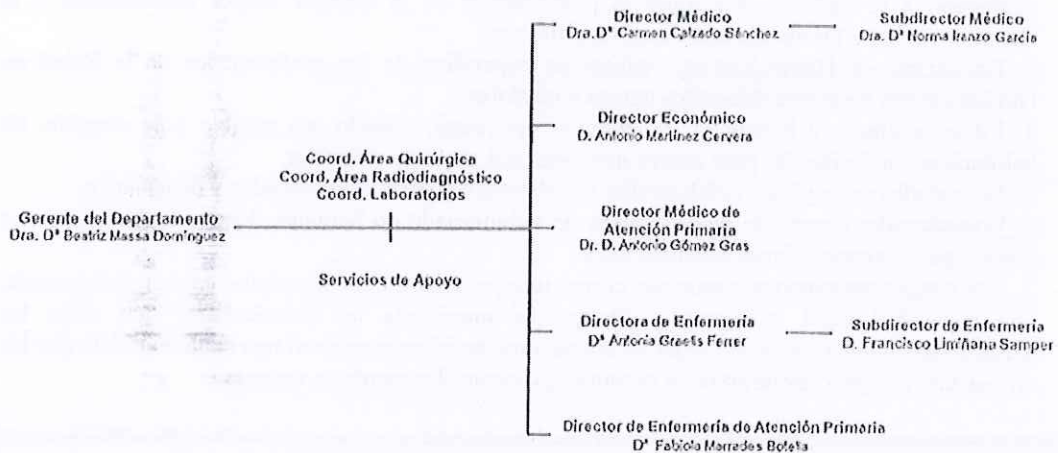 Director Médico
Dra. Dª Carmen Calzado Sánchez
Subdirector Médico
Dra. Dª Norma Iranzo García
Director Económico
D. Antonio Martínez Cervera
Coord. Área Quirúrgica
Coord. Área Radiodiagnóstico
Coord. Laboratorios
Gerente del Departamento
Dra. Dª Beatriz Massa Domínguez
Director Médico de
Atención Primaria
Dr. D. Antonio Gómez Gras
Servicios de Apoyo
Directora de Enfermería
Dª Antonia Graells Ferrer
Subdirector de Enfermería
D. Francisco Limiñana Samper
Director de Enfermería de Atención Primaria
Dª Fabiola Marrades Botella